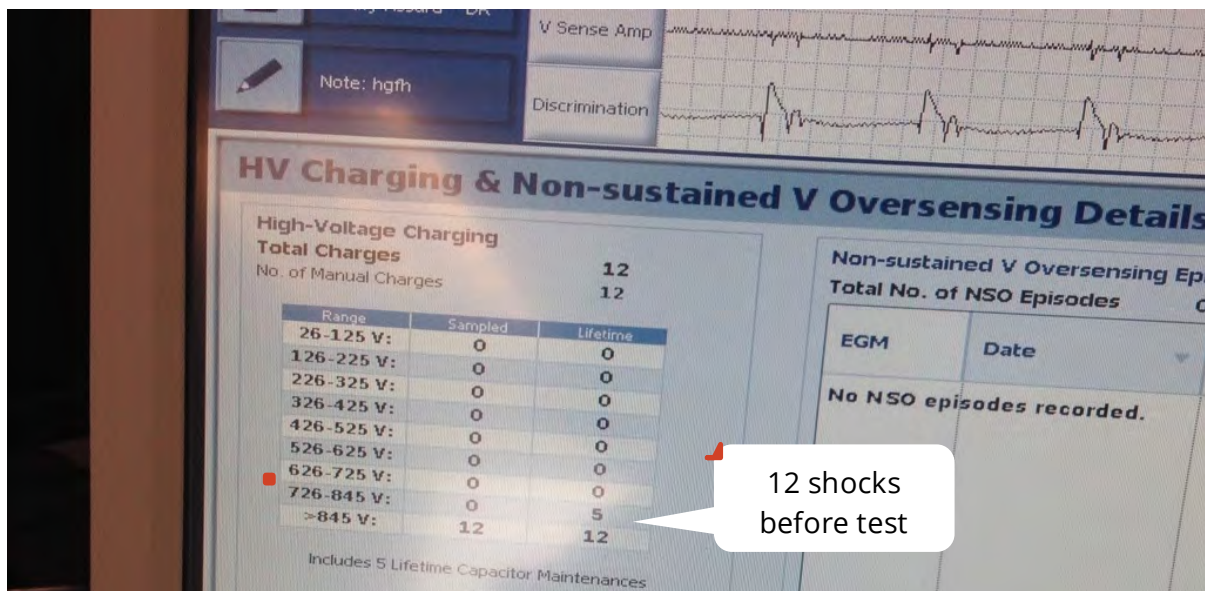 DR
V Sense Amp
Note: hgfh
Discrimination
HV Charging & Non-sustained V Oversensing Details
High-Voltage Charging
Total Charges 12
No. of Manual Charges 12
Range Sampled Lifetime
26-125 V: 0 0
126-225 V: 0 0
226-325 V: 0 0
326-425 V: 0 0
426-525 V: 0 0
526-625 V: 0 0
626-725 V: 0 0
726-845 V: 0 5
>845 V: 12 12
Includes 5 Lifetime Capacitor Maintenances
Non-sustained V Oversensing Ep
Total No. of NSO Episodes
EGM Date
No NSO episodes recorded.
12 shocks
before test